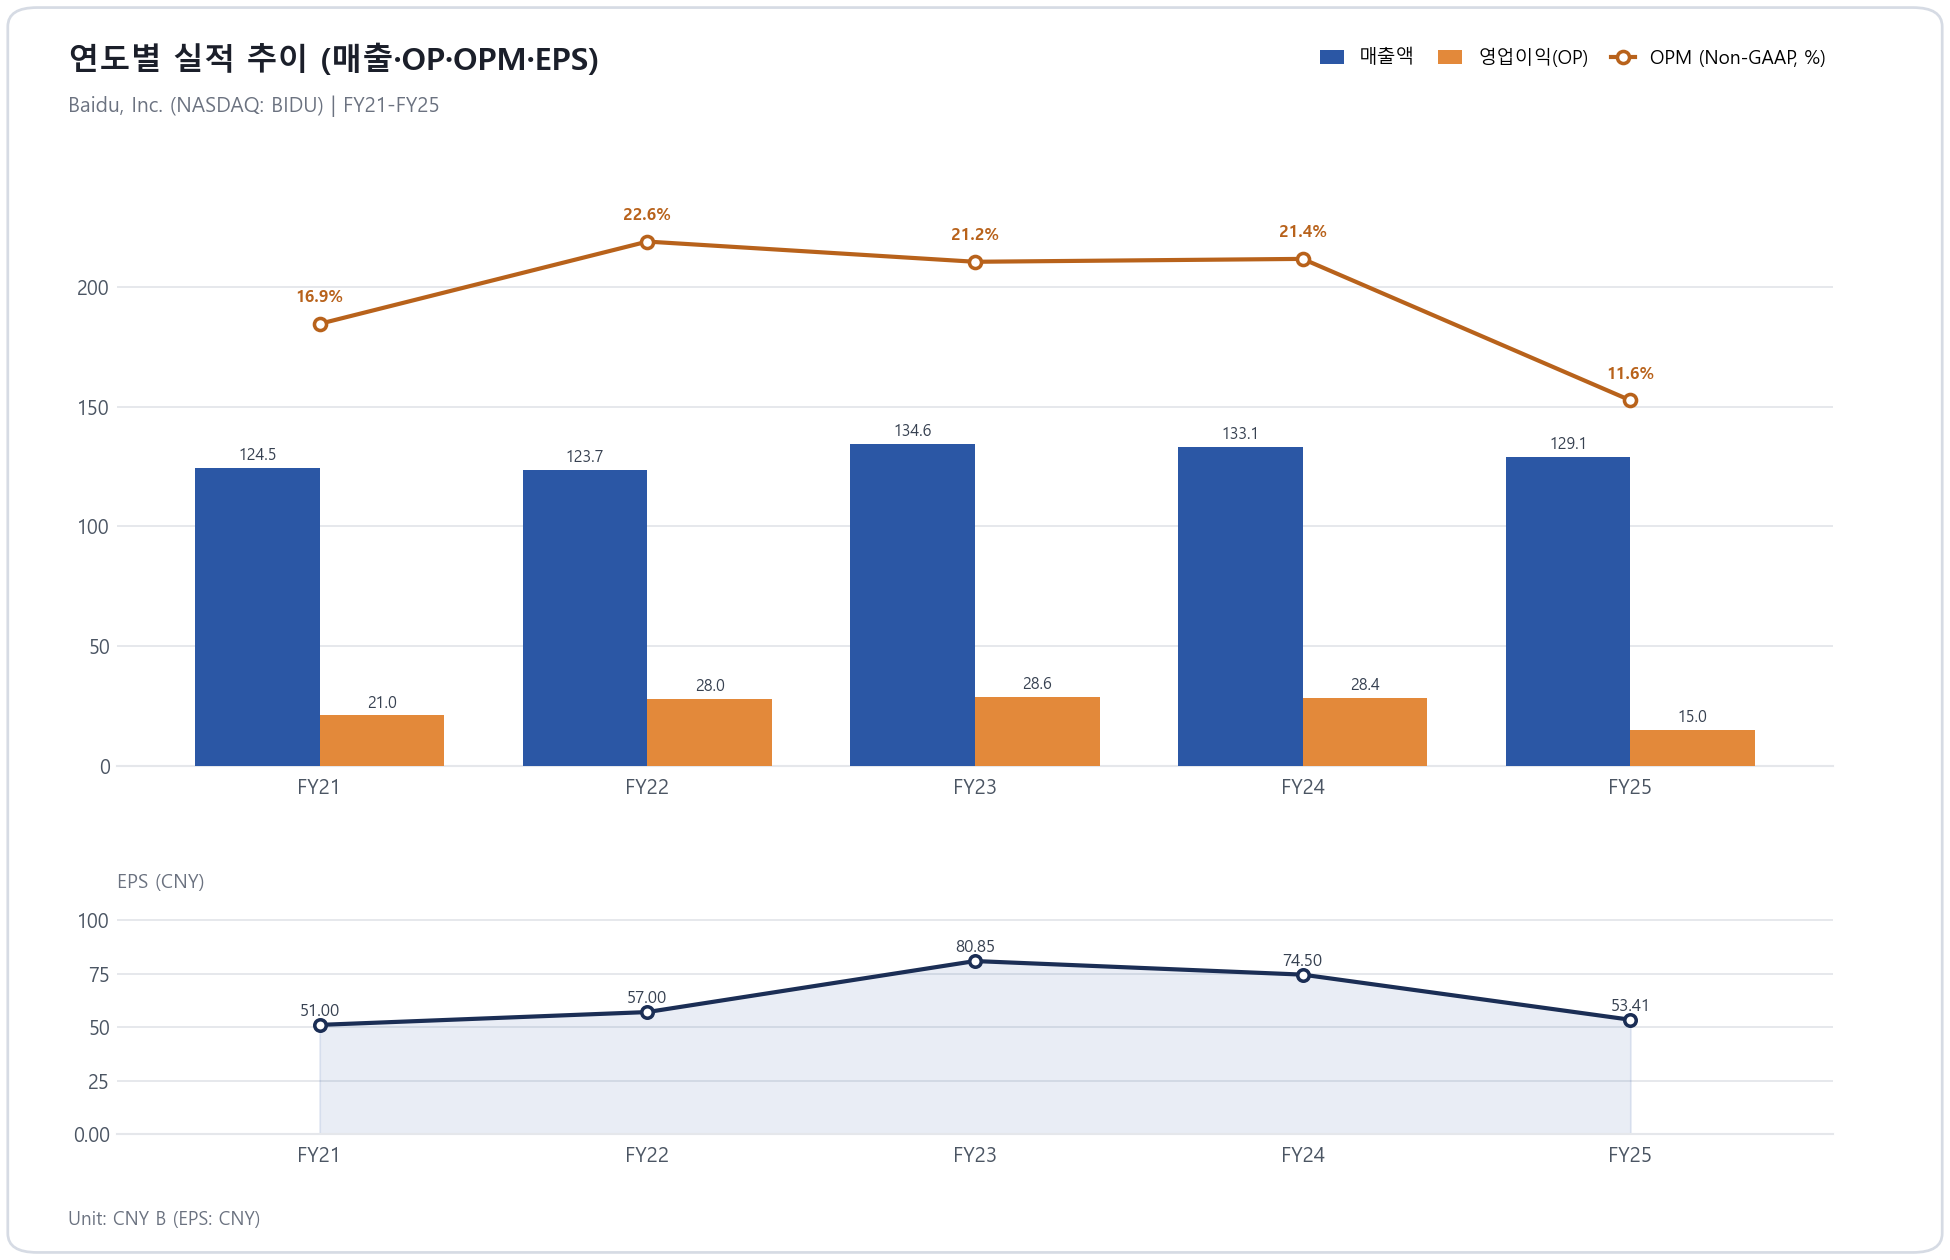 연도별 실적 추이 (매출·OP·OPM·EPS)
Baidu, Inc. (NASDAQ: BIDU) | FY21-FY25
매출액
영업이익(OP)
OPM (Non-GAAP, %)
16.9%
22.6%
21.2%
21.4%
11.6%
200
150
100
50
0
124.5
21.0
123.7
28.0
134.6
28.6
133.1
28.4
129.1
15.0
FY21
FY22
FY23
FY24
FY25
EPS (CNY)
100
75
50
25
0.00
51.00
57.00
80.85
74.50
53.41
FY21
FY22
FY23
FY24
FY25
Unit: CNY B (EPS: CNY)